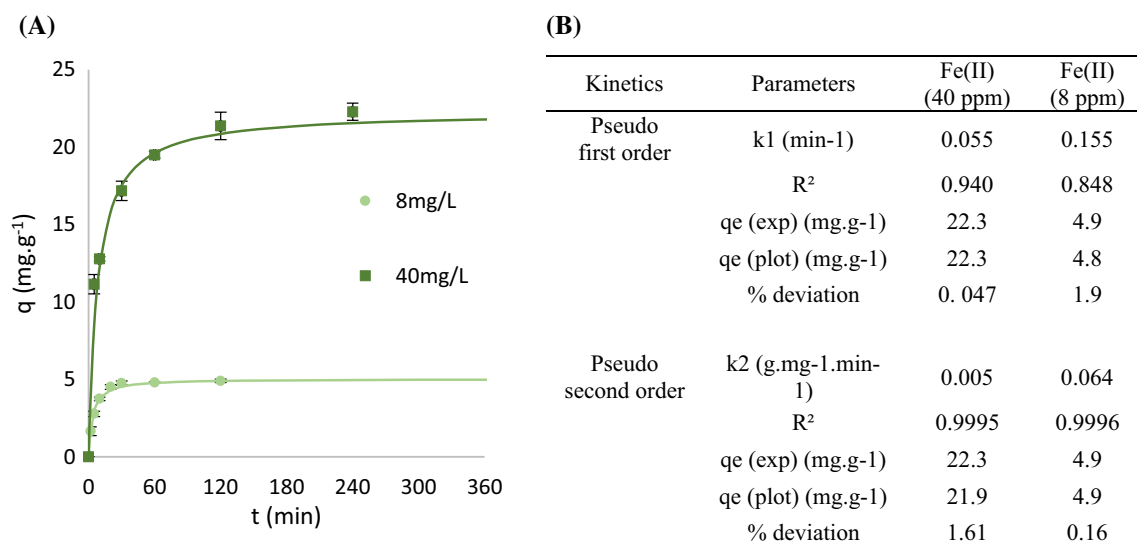 (A)
25
20
15
10
5
0
q (mg.g⁻¹)
8mg/L
40mg/L
0 60 120 180 240 300 360
t (min)
(B)
Kinetics Parameters Fe(II) (40 ppm) Fe(II) (8 ppm)
Pseudo first order k1 (min-1) 0.055 0.155
R² 0.940 0.848
qe (exp) (mg.g-1) 22.3 4.9
qe (plot) (mg.g-1) 22.3 4.8
% deviation 0. 047 1.9
Pseudo second order k2 (g.mg-1.min-1) 0.005 0.064
R² 0.9995 0.9996
qe (exp) (mg.g-1) 22.3 4.9
qe (plot) (mg.g-1) 21.9 4.9
% deviation 1.61 0.16